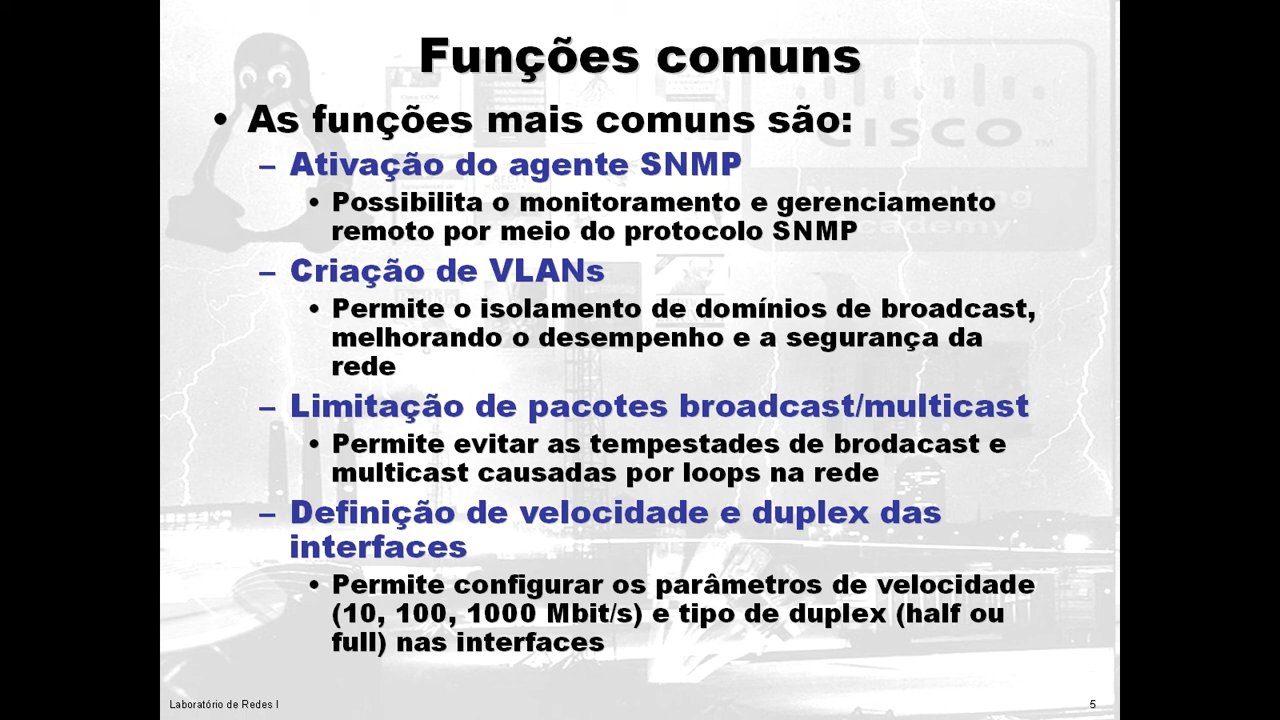 Funções comuns
• As funções mais comuns são:
– Ativação do agente SNMP
• Possibilita o monitoramento e gerenciamento
remoto por meio do protocolo SNMP
– Criação de VLANs
• Permite o isolamento de domínios de broadcast,
melhorando o desempenho e a segurança da
rede
– Limitação de pacotes broadcast/multicast
• Permite evitar as tempestades de brodacast e
multicast causadas por loops na rede
– Definição de velocidade e duplex das
interfaces
• Permite configurar os parâmetros de velocidade
(10, 100, 1000 Mbit/s) e tipo de duplex (half ou
full) nas interfaces
CISCO™
Networking
Academy
Laboratório de Redes I
5